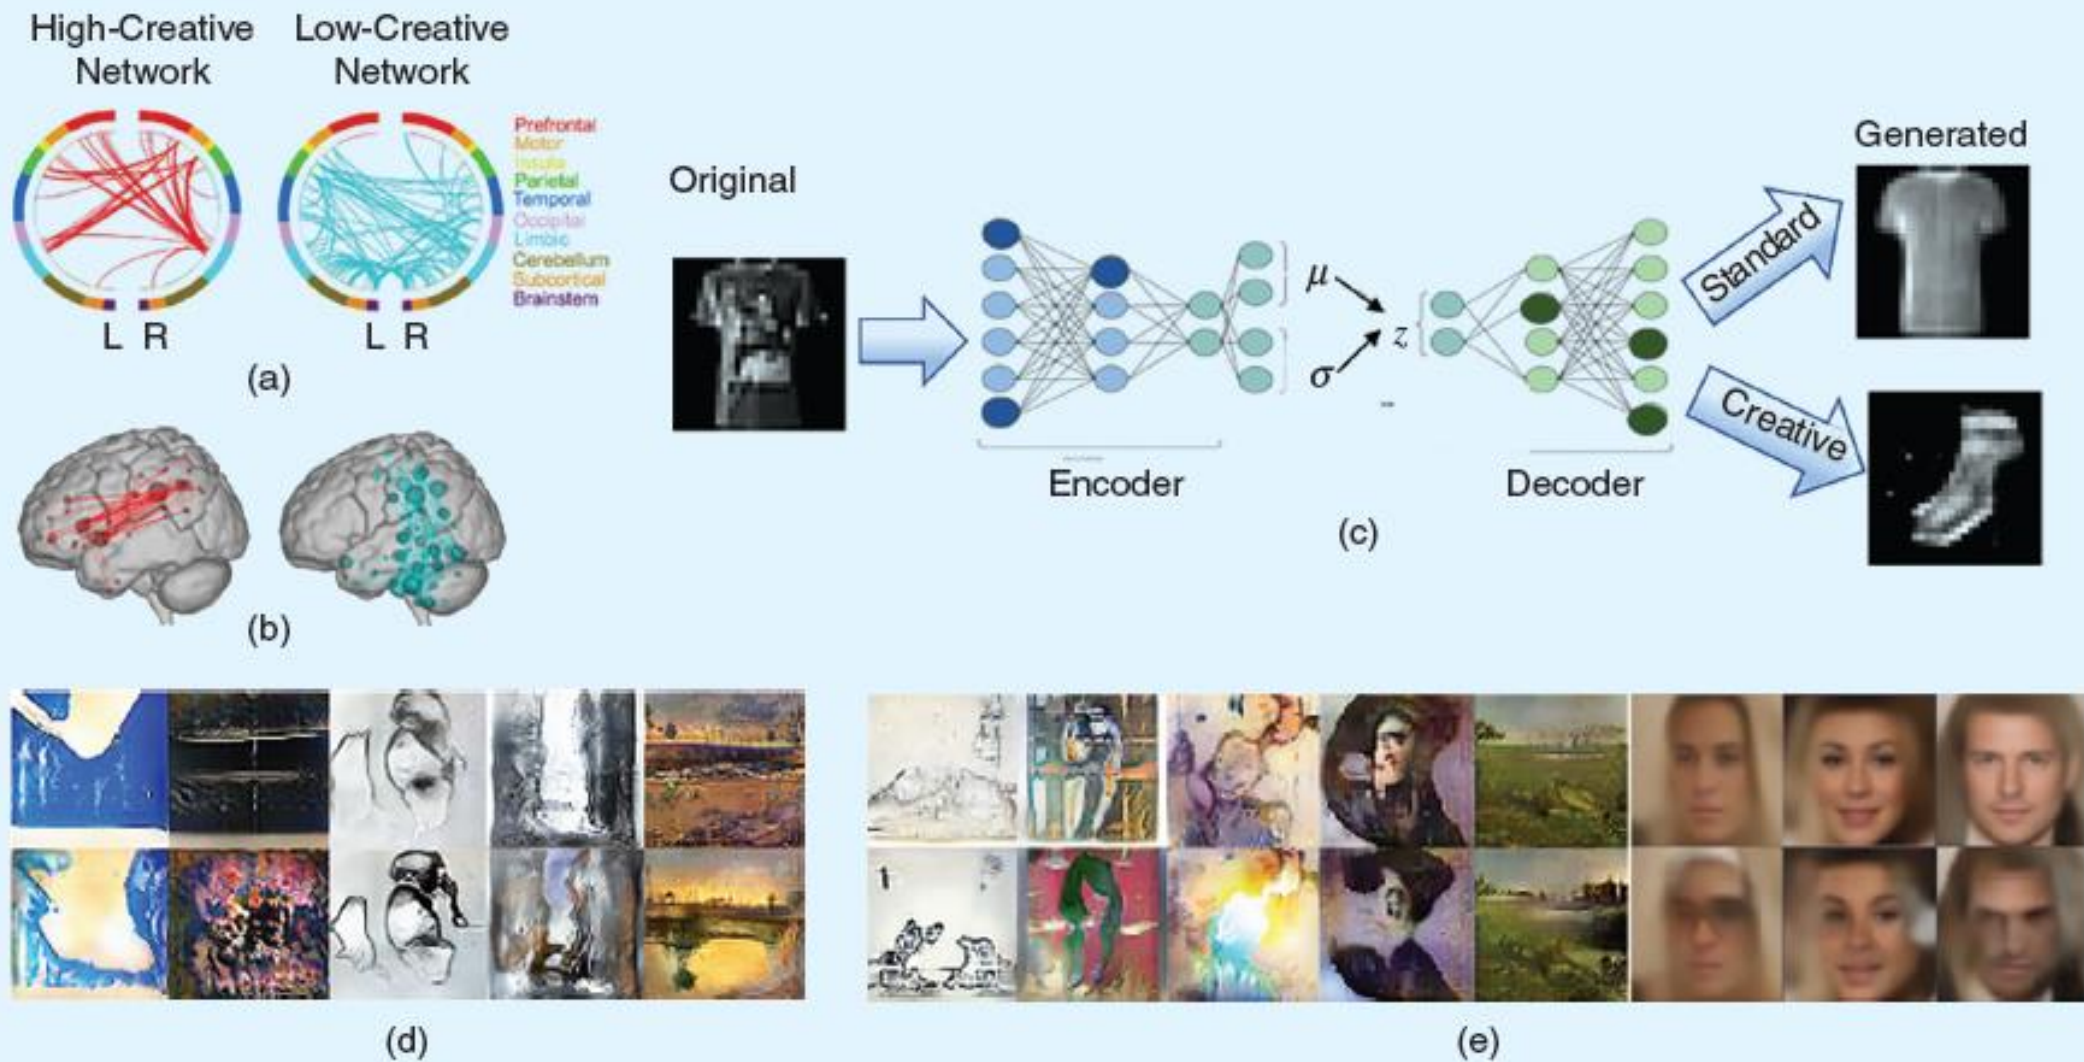 High-Creative
Network
Low-Creative
Network
Prefrontal
Motor
Insula
Parietal
Temporal
Occipital
Limbic
Cerebellum
Subcortical
Brainstem
L R
L R
(a)
(b)
Original
Encoder
μ
σ
z
Decoder
Standard
Creative
Generated
(c)
(d)
(e)